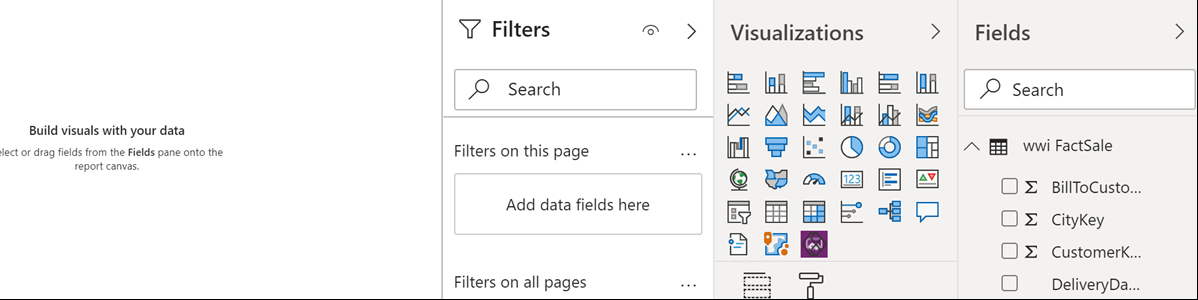 Filters
Visualizations
Fields
Search
Search
Build visuals with your data
elect or drag fields from the Fields pane onto the
report canvas.
Filters on this page
...
Add data fields here
Filters on all pages
...
123
wwi FactSale
Σ BillToCusto...
Σ CityKey
Σ CustomerK...
DeliveryDa...